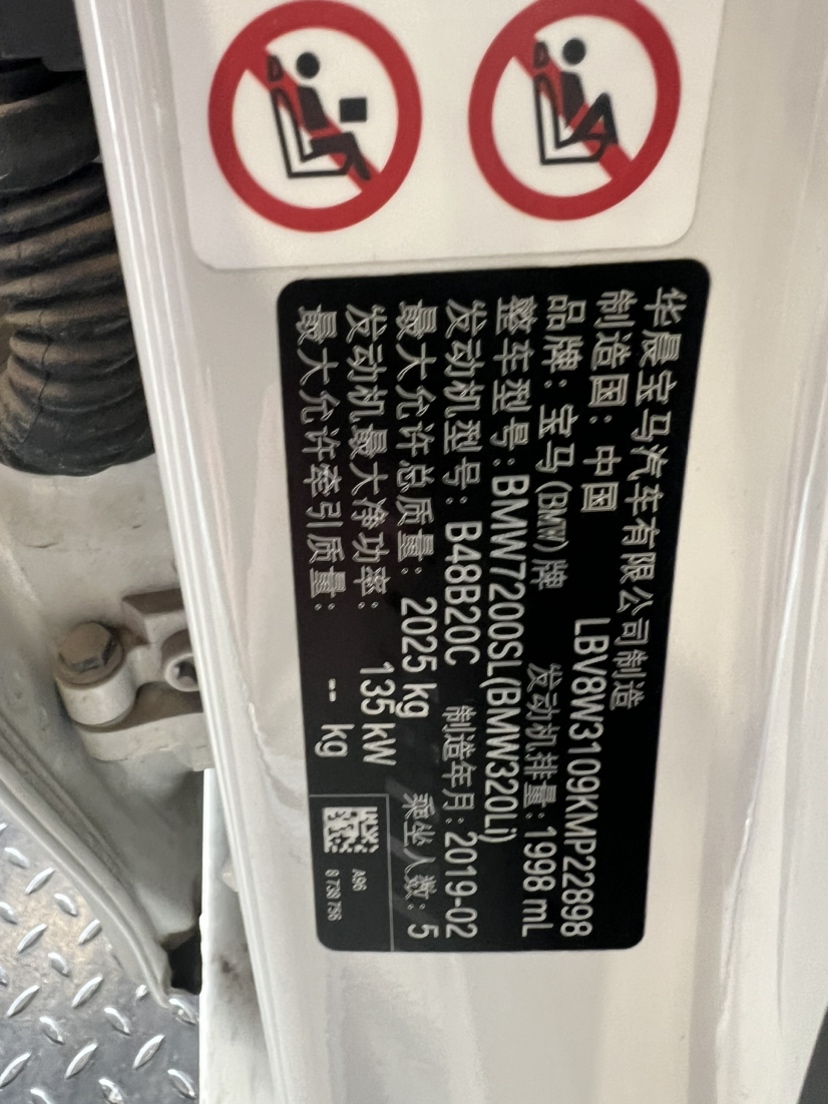 华晨宝马汽车有限公司制造
制造国：中国 LBV8W3109KMP22898
品牌：宝马(BMW)牌 发动机排量：1998 mL
整车型号：BMW7200SL(BMW320Li)
发动机型号：B48B20C 制造年月：2019-02
最大允许总质量：2025 kg 乘坐人数：5
发动机最大净功率：135 kW
最大允许牵引质量：-- kg
A96
8 738 756